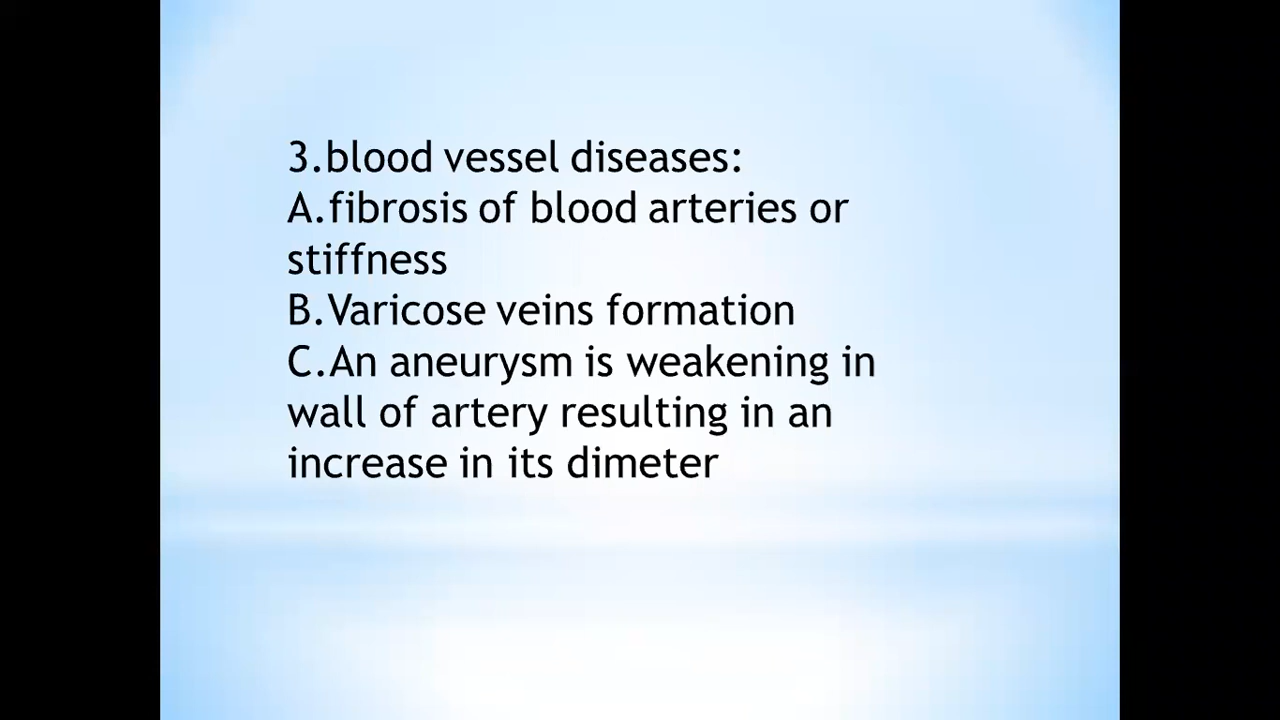 3.blood vessel diseases:
A.fibrosis of blood arteries or
stiffness
B.Varicose veins formation
C.An aneurysm is weakening in
wall of artery resulting in an
increase in its dimeter